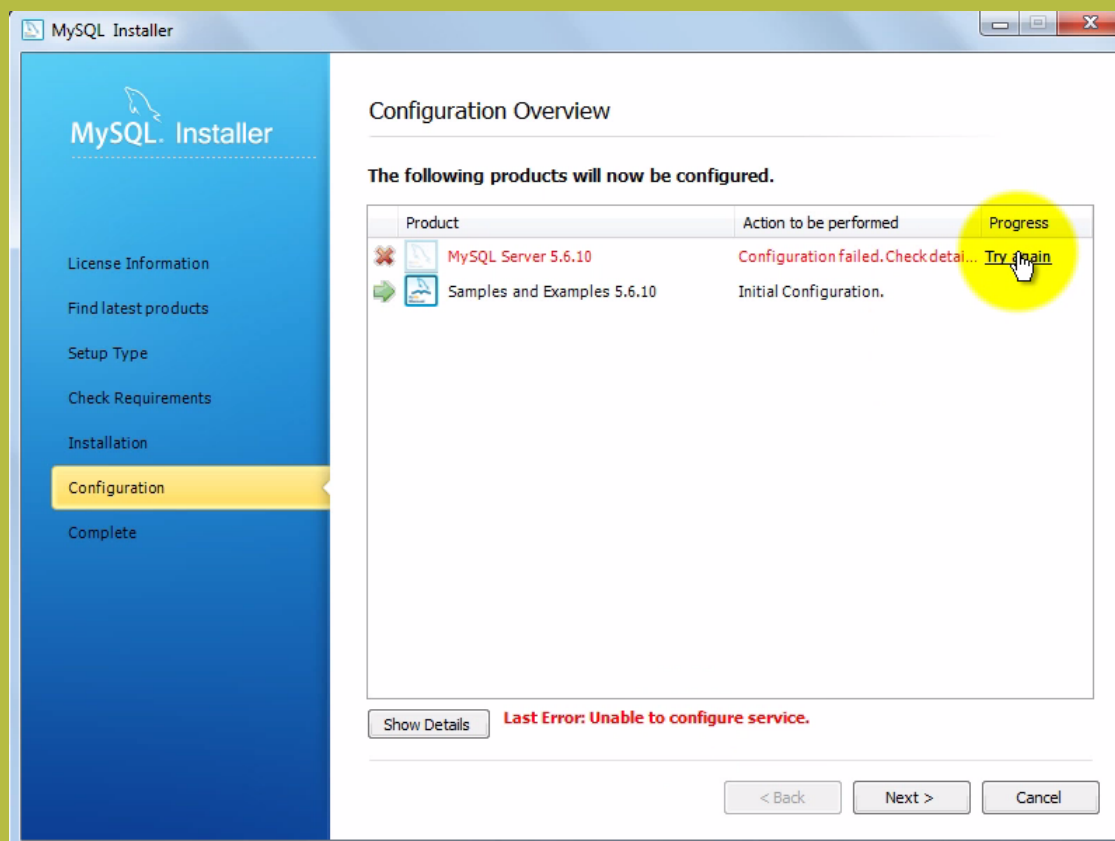 MySQL Installer
MySQL. Installer
License Information
Find latest products
Setup Type
Check Requirements
Installation
Configuration
Complete
Configuration Overview
The following products will now be configured.
Product Action to be performed Progress
MySQL Server 5.6.10 Configuration failed. Check detai... Try again
Samples and Examples 5.6.10 Initial Configuration.
Show Details Last Error: Unable to configure service.
< Back Next > Cancel